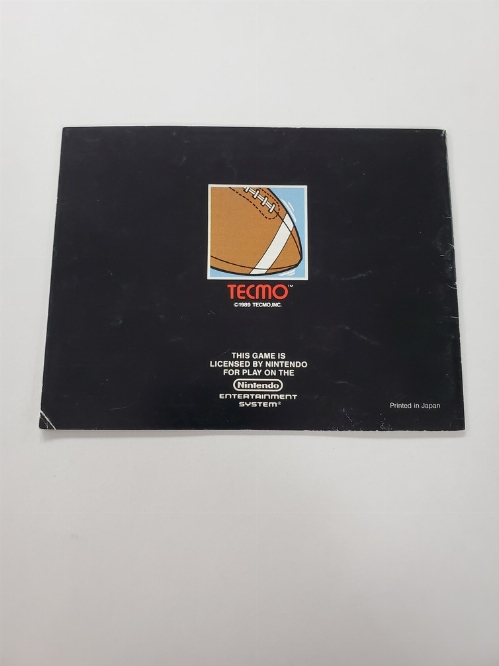 TECMO™
©1989 TECMO, INC.
THIS GAME IS
LICENSED BY NINTENDO
FOR PLAY ON THE
Nintendo
ENTERTAINMENT
SYSTEM®
Printed in Japan